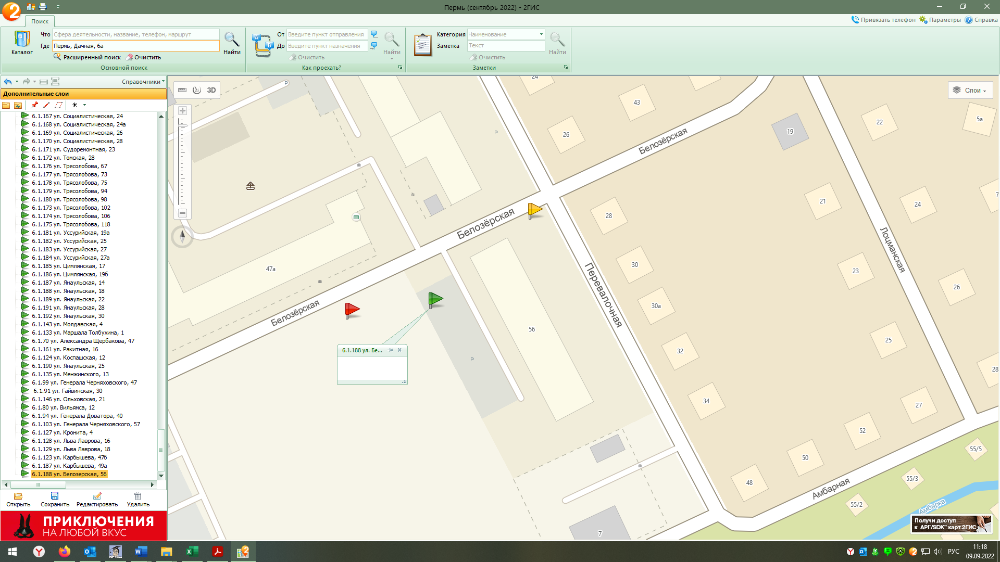 Пермь (сентябрь 2022) - 2ГИС
Поиск
Привязать телефон
Параметры
Справка
Каталог
Что
Сфера деятельности, название, телефон, маршрут
Где
Пермь, Дачная, 6а
Расширенный поиск
Очистить
Найти
Основной поиск
От
Введите пункт отправления
До
Введите пункт назначения
Очистить
Найти
Как проехать?
Категория
Наименование
Заметка
Текст
Очистить
Найти
Заметки
Справочники
Дополнительные слои
6.1.167 ул. Социалистическая, 24
6.1.168 ул. Социалистическая, 24а
6.1.169 ул. Социалистическая, 26
6.1.170 ул. Социалистическая, 28
6.1.171 ул. Судоремонтная, 23
6.1.172 ул. Томская, 28
6.1.176 ул. Трясолобова, 67
6.1.177 ул. Трясолобова, 73
6.1.178 ул. Трясолобова, 75
6.1.179 ул. Трясолобова, 94
6.1.180 ул. Трясолобова, 98
6.1.173 ул. Трясолобова, 102
6.1.174 ул. Трясолобова, 106
6.1.175 ул. Трясолобова, 118
6.1.181 ул. Уссурийская, 19а
6.1.182 ул. Уссурийская, 25
6.1.183 ул. Уссурийская, 27
6.1.184 ул. Уссурийская, 27а
6.1.185 ул. Цимлянская, 17
6.1.186 ул. Цимлянская, 19б
6.1.187 ул. Янаульская, 14
6.1.188 ул. Янаульская, 18
6.1.189 ул. Янаульская, 22
6.1.191 ул. Янаульская, 28
6.1.192 ул. Янаульская, 30
6.1.143 ул. Молдавская, 4
6.1.133 ул. Маршала Толбухина, 1
6.1.70 ул. Александра Щербакова, 47
6.1.161 ул. Ракитная, 16
6.1.124 ул. Коспашская, 12
6.1.190 ул. Янаульская, 25
6.1.135 ул. Менжинского, 13
6.1.99 ул. Генерала Черняховского, 47
6.1.91 ул. Гайвинская, 30
6.1.146 ул. Ольховская, 21
6.1.80 ул. Вильямса, 12
6.1.94 ул. Генерала Доватора, 40
6.1.103 ул. Генерала Черняховского, 57
6.1.127 ул. Кронита, 4
6.1.128 ул. Льва Лаврова, 16
6.1.129 ул. Льва Лаврова, 18
6.1.123 ул. Карбышева, 47б
6.1.187 ул. Карбышева, 49а
6.1.188 ул. Белозерская, 56
Открыть
Сохранить
Редактировать
Удалить
ПРИКЛЮЧЕНИЯ
НА ЛЮБОЙ ВКУС
3D
Слои
P
24
43
26
22
5а
19
P
Белозёрская
28
21
24
7
Белозёрская
Лоцманская
47а
30
23
26
Перевалочная
30а
Белозёрская
56
25
32
6.1.188 ул. Бе...
P
28
34
27
52
55/5
50
55/3
48
Амбарная
55/2
Амбарка
7
Получи доступ
к АРГ/SDK" карт 2ГИС
РУС
11:18
09.09.2022